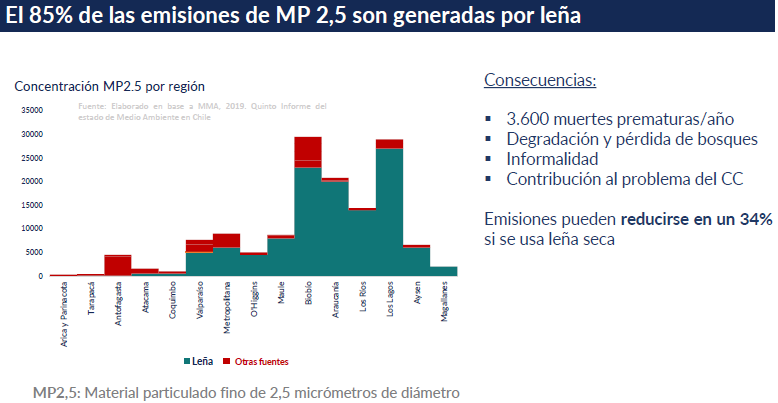 El 85% de las emisiones de MP 2,5 son generadas por leña
Concentración MP2.5 por región
Fuente: Elaborado en base a MMA, 2019. Quinto Informe del
estado de Medio Ambiente en Chile
35000
30000
25000
20000
15000
10000
5000
0
Arica y Parinacota
Tarapacá
Antofagasta
Atacama
Coquimbo
Valparaíso
Metropolitana
O'Higgins
Maule
Biobío
Araucanía
Los Ríos
Los Lagos
Aysen
Magallanes
Leña
Otras fuentes
MP2,5: Material particulado fino de 2,5 micrómetros de diámetro
Consecuencias:
▪ 3.600 muertes prematuras/año
▪ Degradación y pérdida de bosques
▪ Informalidad
▪ Contribución al problema del CC
Emisiones pueden reducirse en un 34%
si se usa leña seca